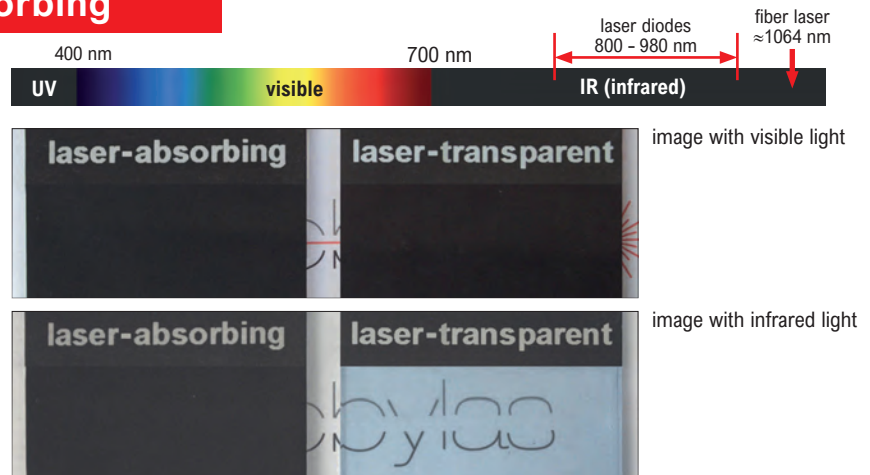 orbing
laser diodes
800 - 980 nm
fiber laser
≈1064 nm
400 nm
700 nm
UV
visible
IR (infrared)
laser-absorbing
laser-transparent
image with visible light
laser-absorbing
laser-transparent
image with infrared light
bylas